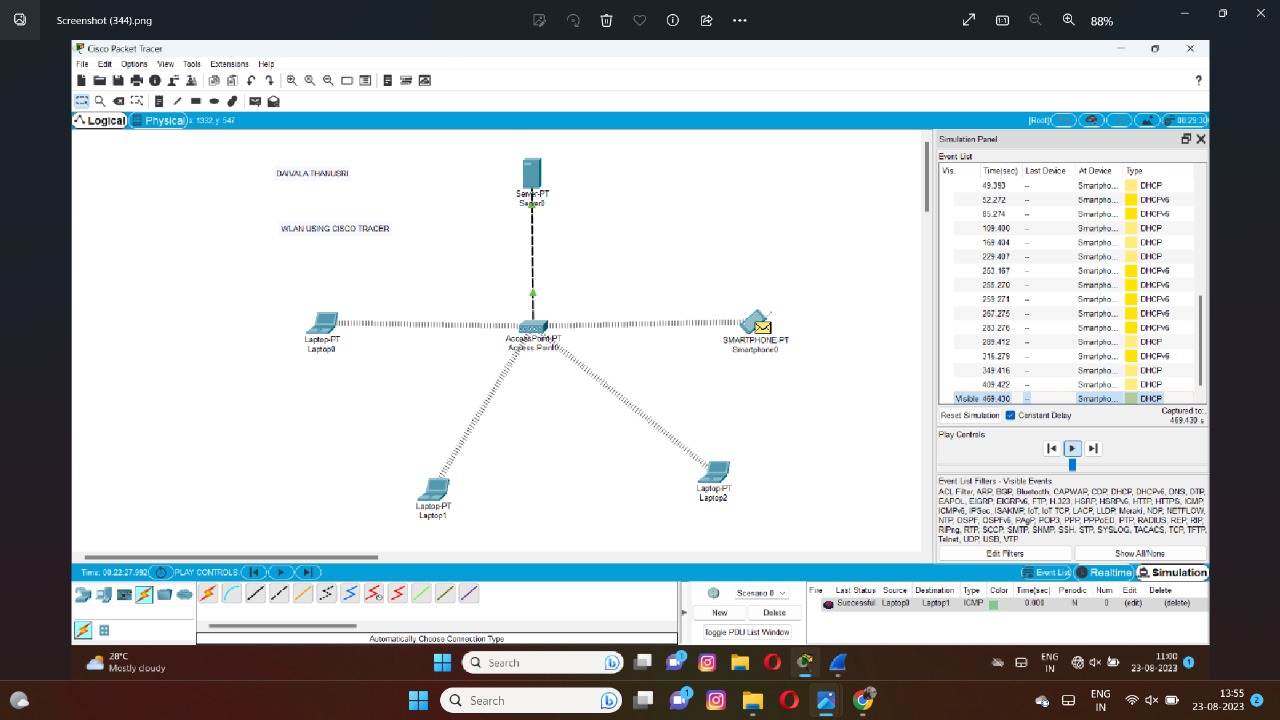 Screenshot (344).png
88%
Cisco Packet Tracer
File Edit Options View Tools Extensions Help
?
Logical Physical x: 1332, y: 547
[Root] 08:29:30
DAIVALA THANUSRI
WLAN USING CISCO TRACER
Server-PT
Server0
Laptop-PT
Laptop0
AccessPoint-PT
Access Point0
SMARTPHONE-PT
Smartphone0
Laptop-PT
Laptop1
Laptop-PT
Laptop2
Simulation Panel
Event List
Vis. Time(sec) Last Device At Device Type
49.393 -- Smartpho... DHCP
52.272 -- Smartpho... DHCPv6
85.274 -- Smartpho... DHCPv6
109.400 -- Smartpho... DHCP
169.404 -- Smartpho... DHCP
229.407 -- Smartpho... DHCP
253.167 -- Smartpho... DHCPv6
255.270 -- Smartpho... DHCPv6
259.271 -- Smartpho... DHCPv6
267.275 -- Smartpho... DHCPv6
283.276 -- Smartpho... DHCPv6
289.412 -- Smartpho... DHCP
316.279 -- Smartpho... DHCPv6
349.416 -- Smartpho... DHCP
409.422 -- Smartpho... DHCP
Visible 469.430 -- Smartpho... DHCP
Reset Simulation Constant Delay Captured to:
469.430 s
Play Controls
Event List Filters - Visible Events
ACL Filter, ARP, BGP, Bluetooth, CAPWAP, CDP, DHCP, DHCPv6, DNS, DTP,
EAPOL, EIGRP, EIGRPv6, FTP, H.323, HSRP, HSRPv6, HTTP, HTTPS, ICMP,
ICMPv6, IPSec, ISAKMP, IoT, IoT TCP, LACP, LLDP, Meraki, NDP, NETFLOW,
NTP, OSPF, OSPFv6, PAgP, POP3, PPP, PPPoED, PTP, RADIUS, REP, RIP,
RIPng, RTP, SCCP, SMTP, SNMP, SSH, STP, SYSLOG, TACACS, TCP, TFTP,
Telnet, UDP, USB, VTP
Edit Filters Show All/None
Time: 00:22:27.992 PLAY CONTROLS: Event List Realtime Simulation
Automatically Choose Connection Type
Scenario 0
New Delete
Toggle PDU List Window
Fire Last Status Source Destination Type Color Time(sec) Periodic Num Edit Delete
Successful Laptop0 Laptop1 ICMP 0.000 N 0 (edit) (delete)
28°C
Mostly cloudy
Search
1
ENG
IN
11:00
23-08-2023
1
Search
1
ENG
IN
13:55
23-08-2023
2